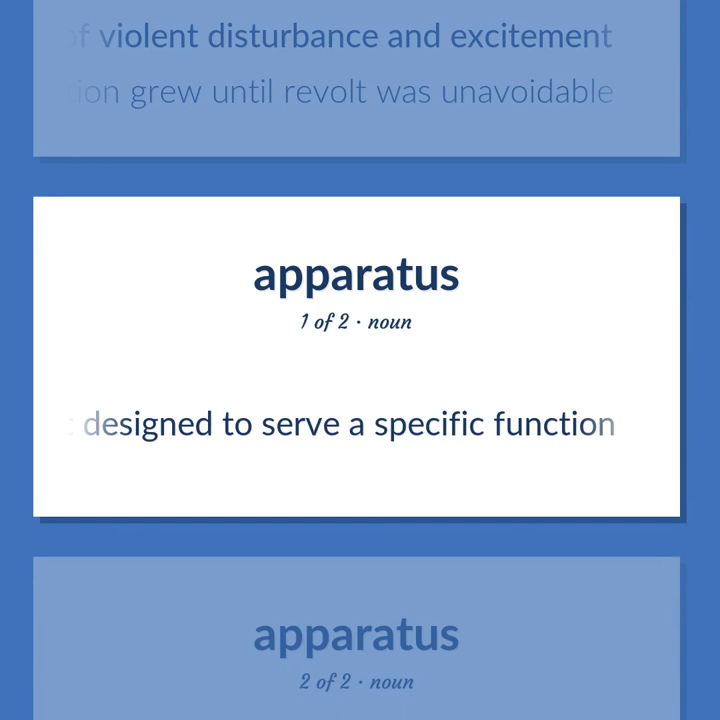 of violent disturbance and excitement
grew until revolt was unavoidable
apparatus
1 of 2 · noun
designed to serve a specific function
apparatus
2 of 2 · noun